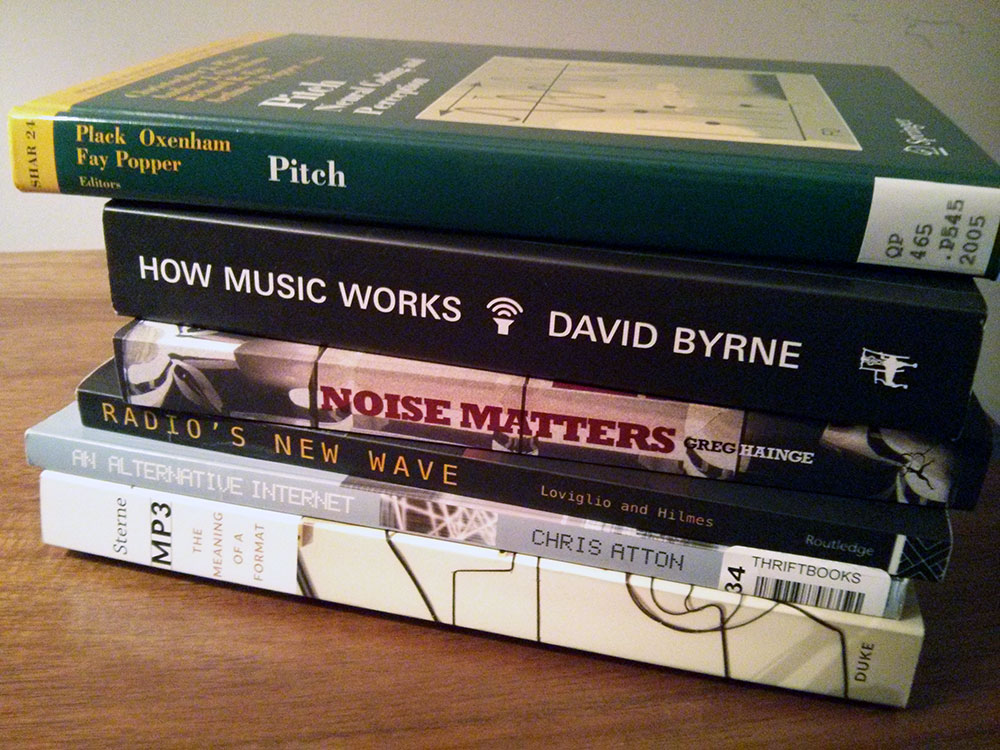 Pitch
Neural Coding and
Perception
Springer
SHAR 24
Plack Oxenham
Fay Popper
Editors
Pitch
QP
465
.P545
2005
HOW MUSIC WORKS
DAVID BYRNE
NOISE MATTERS
GREG HAINGE
RADIO'S NEW WAVE
Loviglio and Hilmes
Routledge
AN ALTERNATIVE INTERNET
CHRIS ATTON
34
THRIFTBOOKS
Sterne
MP3
THE
MEANING
OF A
FORMAT
DUKE